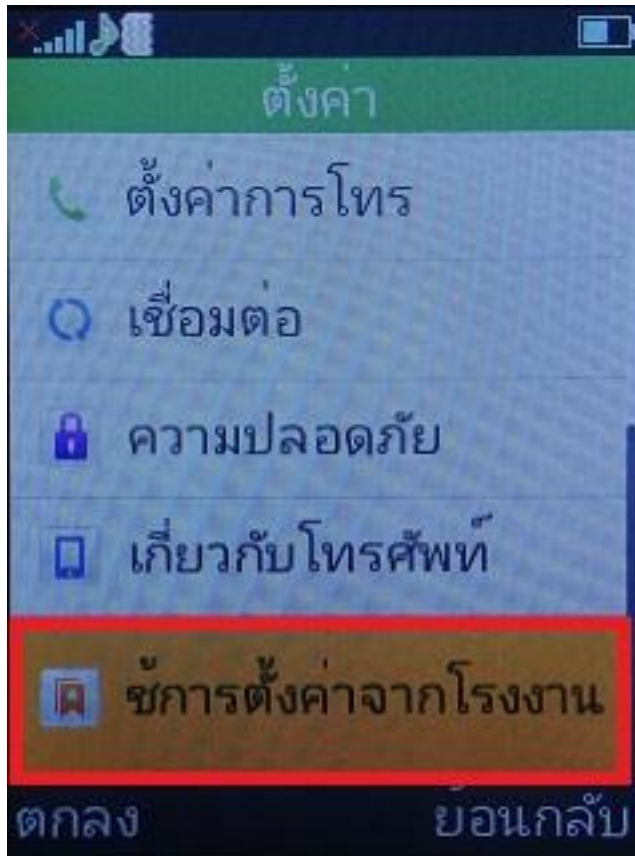 ตั้งค่า
ตั้งค่าการโทร
เชื่อมต่อ
ความปลอดภัย
เกี่ยวกับโทรศัพท์
ช้การตั้งค่าจากโรงงาน
ตกลง
ย้อนกลับ